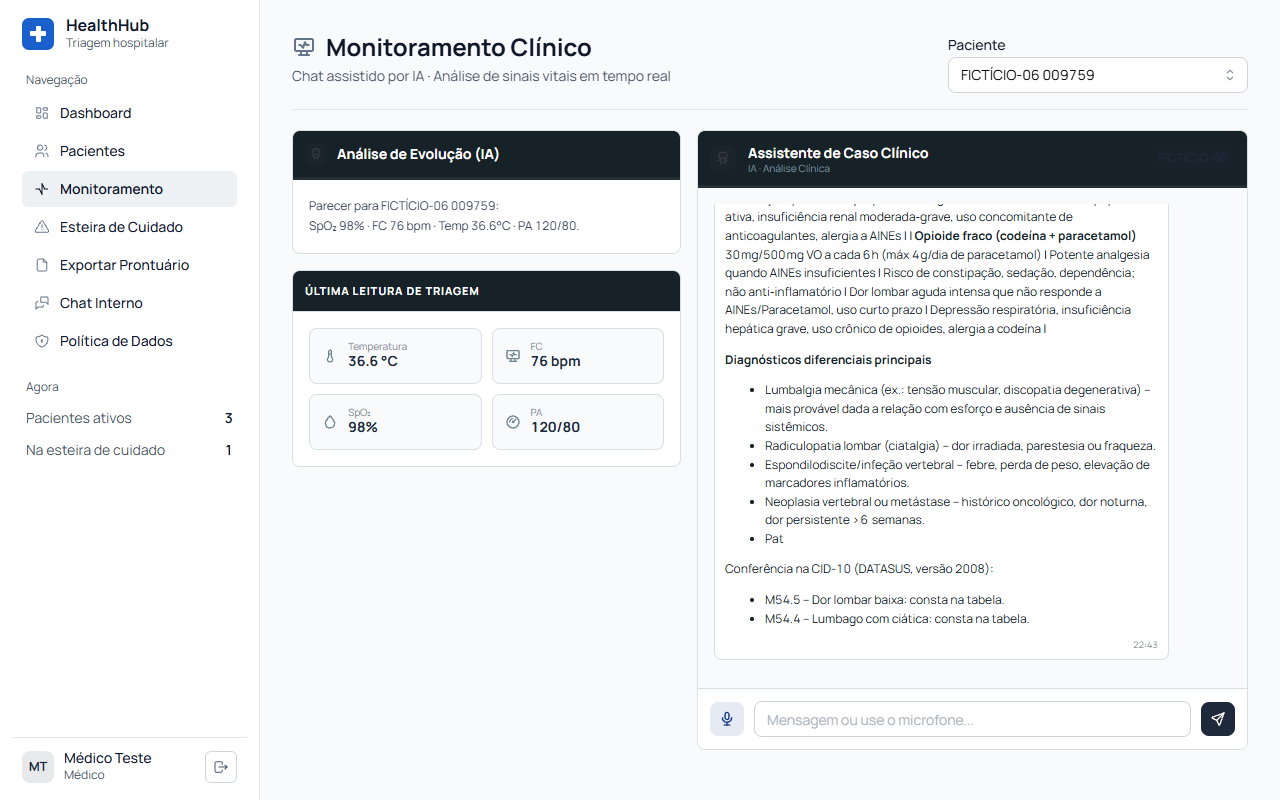 HealthHub
Triagem hospitalar
Navegação
Dashboard
Pacientes
Monitoramento
Esteira de Cuidado
Exportar Prontuário
Chat Interno
Política de Dados
Agora
Pacientes ativos 3
Na esteira de cuidado 1
MT
Médico Teste
Médico
Monitoramento Clínico
Chat assistido por IA · Análise de sinais vitais em tempo real
Paciente
FICTÍCIO-06 009759
Análise de Evolução (IA)
Parecer para FICTÍCIO-06 009759:
SpO₂ 98% · FC 76 bpm · Temp 36.6°C · PA 120/80.
ÚLTIMA LEITURA DE TRIAGEM
Temperatura
36.6 °C
FC
76 bpm
SpO₂
98%
PA
120/80
Assistente de Caso Clínico
IA · Análise Clínica
FICTÍCIO-06
ativa, insuficiência renal moderada-grave, uso concomitante de
anticoagulantes, alergia a AINEs | | Opioide fraco (codeína + paracetamol)
30 mg/500 mg VO a cada 6 h (máx 4 g/dia de paracetamol) | Potente analgesia
quando AINEs insuficientes | Risco de constipação, sedação, dependência;
não anti-inflamatório | Dor lombar aguda intensa que não responde a
AINEs/Paracetamol, uso curto prazo | Depressão respiratória, insuficiência
hepática grave, uso crônico de opioides, alergia a codeína |
Diagnósticos diferenciais principais
• Lumbalgia mecânica (ex.: tensão muscular, discopatia degenerativa) –
mais provável dada a relação com esforço e ausência de sinais
sistêmicos.
• Radiculopatia lombar (ciatalgia) – dor irradiada, parestesia ou fraqueza.
• Espondilodiscite/infeção vertebral – febre, perda de peso, elevação de
marcadores inflamatórios.
• Neoplasia vertebral ou metástase – histórico oncológico, dor noturna,
dor persistente > 6 semanas.
• Pat
Conferência na CID-10 (DATASUS, versão 2008):
• M54.5 – Dor lombar baixa: consta na tabela.
• M54.4 – Lumbago com ciática: consta na tabela.
22:43
Mensagem ou use o microfone...